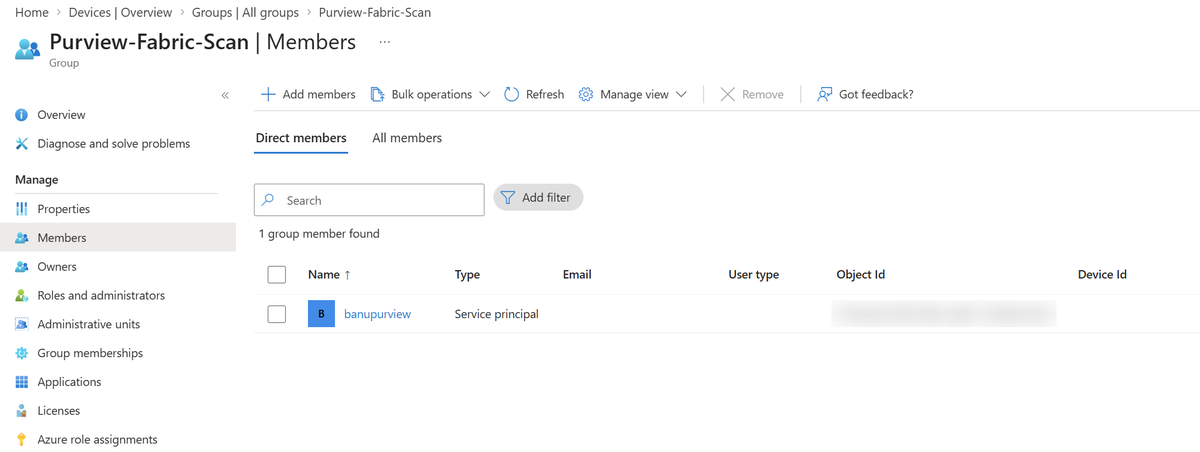 Home > Devices | Overview > Groups | All groups > Purview-Fabric-Scan
Purview-Fabric-Scan | Members ...
Group
«
Overview
Diagnose and solve problems
Manage
Properties
Members
Owners
Roles and administrators
Administrative units
Group memberships
Applications
Licenses
Azure role assignments
Add members Bulk operations Refresh Manage view Remove Got feedback?
Direct members All members
Search Add filter
1 group member found
Name ↑ Type Email User type Object Id Device Id
B banupurview Service principal